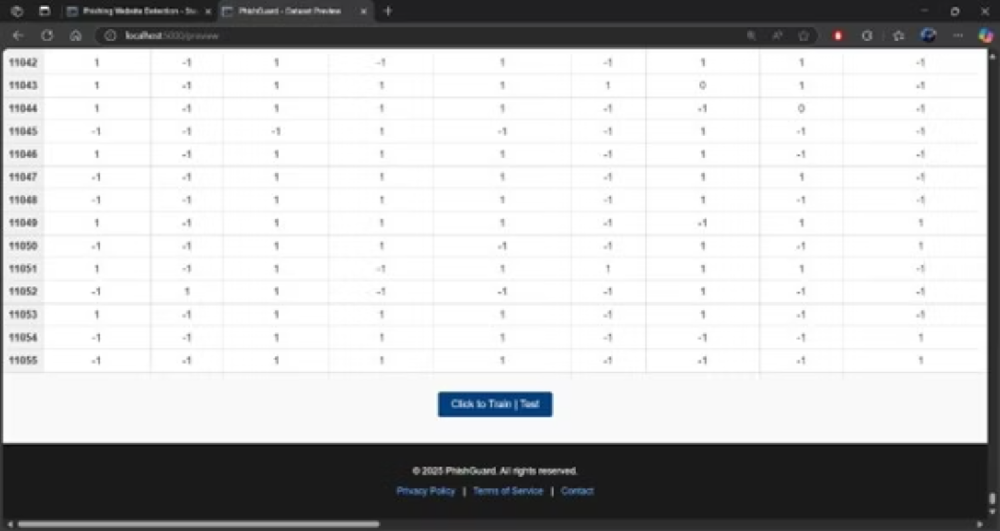 Phishing Website Detection - Stu
PhishGuard - Dataset Preview
localhost:5000/preview
11042 1 -1 1 -1 1 -1 1 1 -1
11043 1 -1 1 1 1 1 0 1 -1
11044 1 -1 1 1 1 -1 -1 0 -1
11045 -1 -1 -1 1 -1 -1 1 -1 -1
11046 1 -1 1 1 1 -1 1 -1 -1
11047 -1 -1 1 1 1 -1 1 1 -1
11048 -1 -1 1 1 1 -1 1 -1 -1
11049 1 -1 1 1 1 -1 -1 1 1
11050 -1 -1 1 1 -1 -1 1 -1 1
11051 1 -1 1 -1 1 1 1 1 -1
11052 -1 1 1 -1 -1 -1 1 -1 -1
11053 1 -1 1 1 1 -1 1 -1 -1
11054 -1 -1 1 1 1 -1 -1 -1 1
11055 -1 -1 1 1 1 -1 -1 -1 1
Click to Train | Test
© 2025 PhishGuard. All rights reserved.
Privacy Policy | Terms of Service | Contact